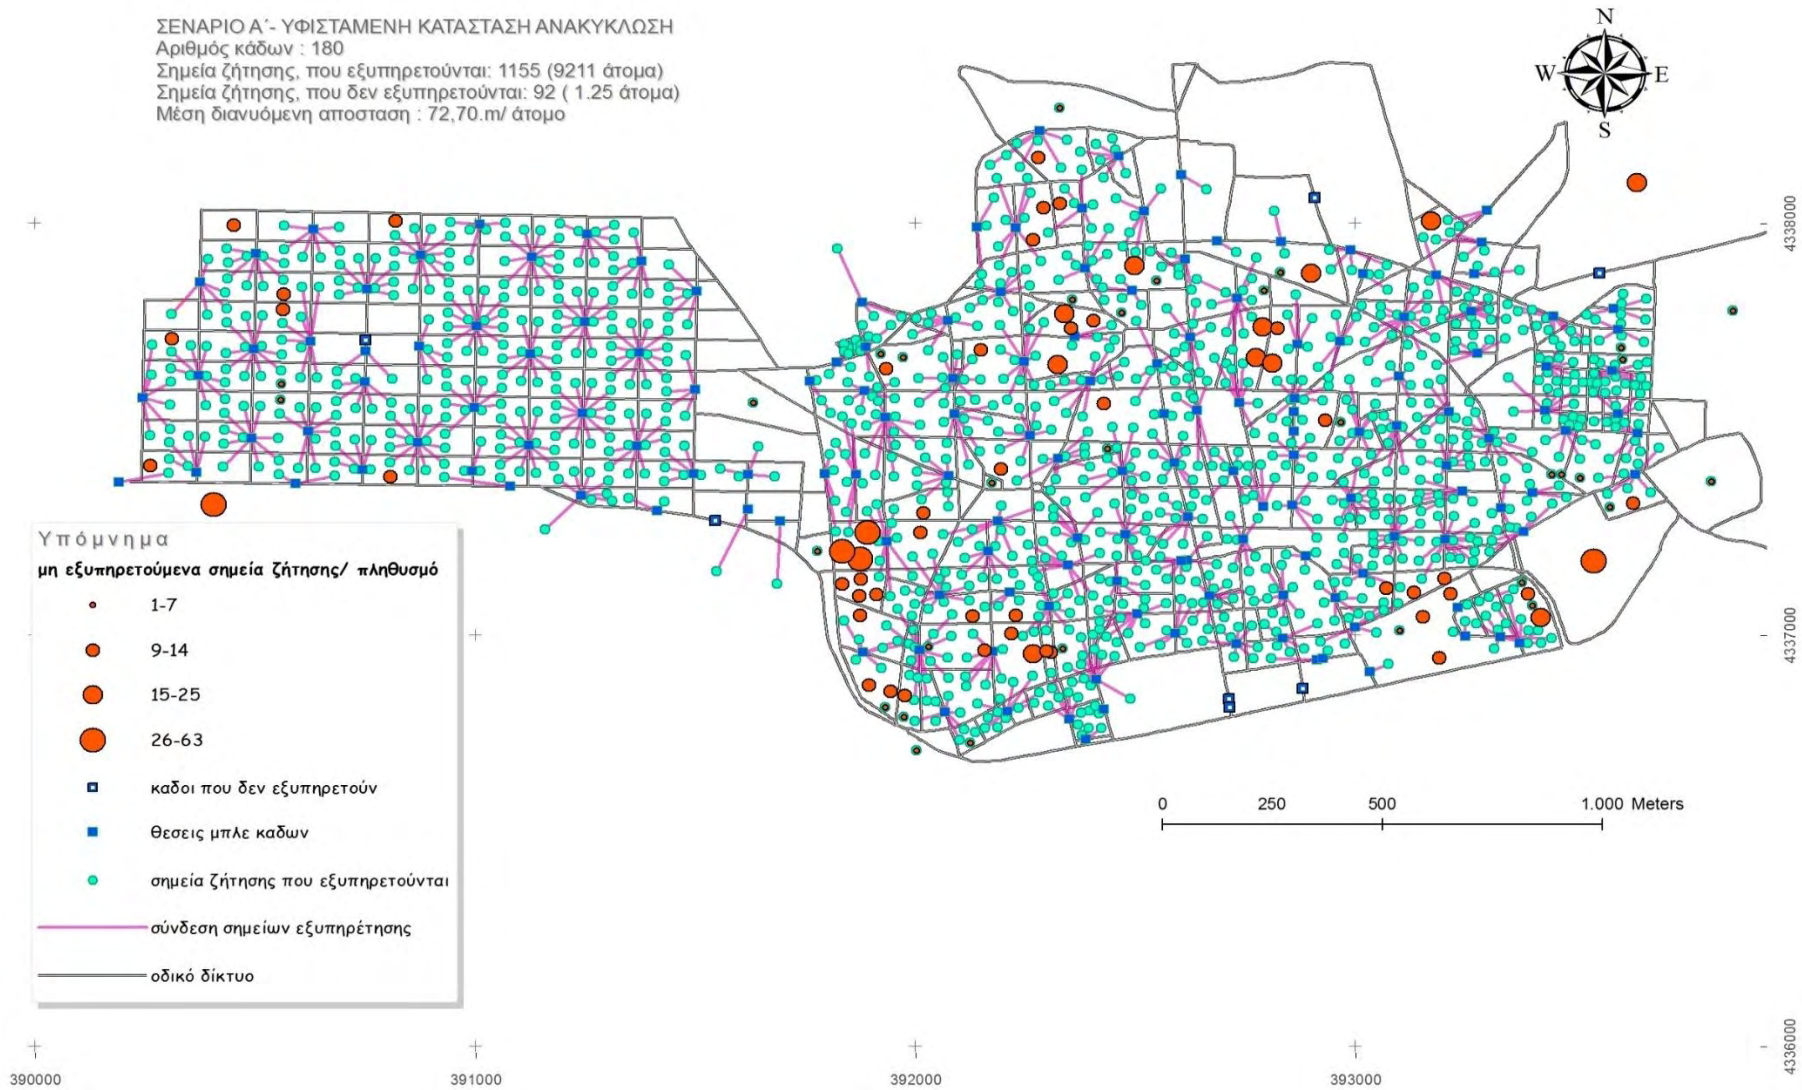 ΣΕΝΑΡΙΟ Α΄- ΥΦΙΣΤΑΜΕΝΗ ΚΑΤΑΣΤΑΣΗ ΑΝΑΚΥΚΛΩΣΗ
Αριθμός κάδων : 180
Σημεία ζήτησης, που εξυπηρετούνται: 1155 (9211 άτομα)
Σημεία ζήτησης, που δεν εξυπηρετούνται: 92 ( 1.25 άτομα)
Μέση διανυόμενη αποσταση : 72,70.m/ άτομο
N
W E
S
4338000
Υπόμνημα
μη εξυπηρετούμενα σημεία ζήτησης/ πληθυσμό
1-7
9-14
15-25
26-63
καδοι που δεν εξυπηρετούν
θεσεις μπλε καδων
σημεία ζήτησης που εξυπηρετούνται
σύνδεση σημείων εξυπηρέτησης
οδικό δίκτυο
4337000
0 250 500 1.000 Meters
4336000
390000 391000 392000 393000